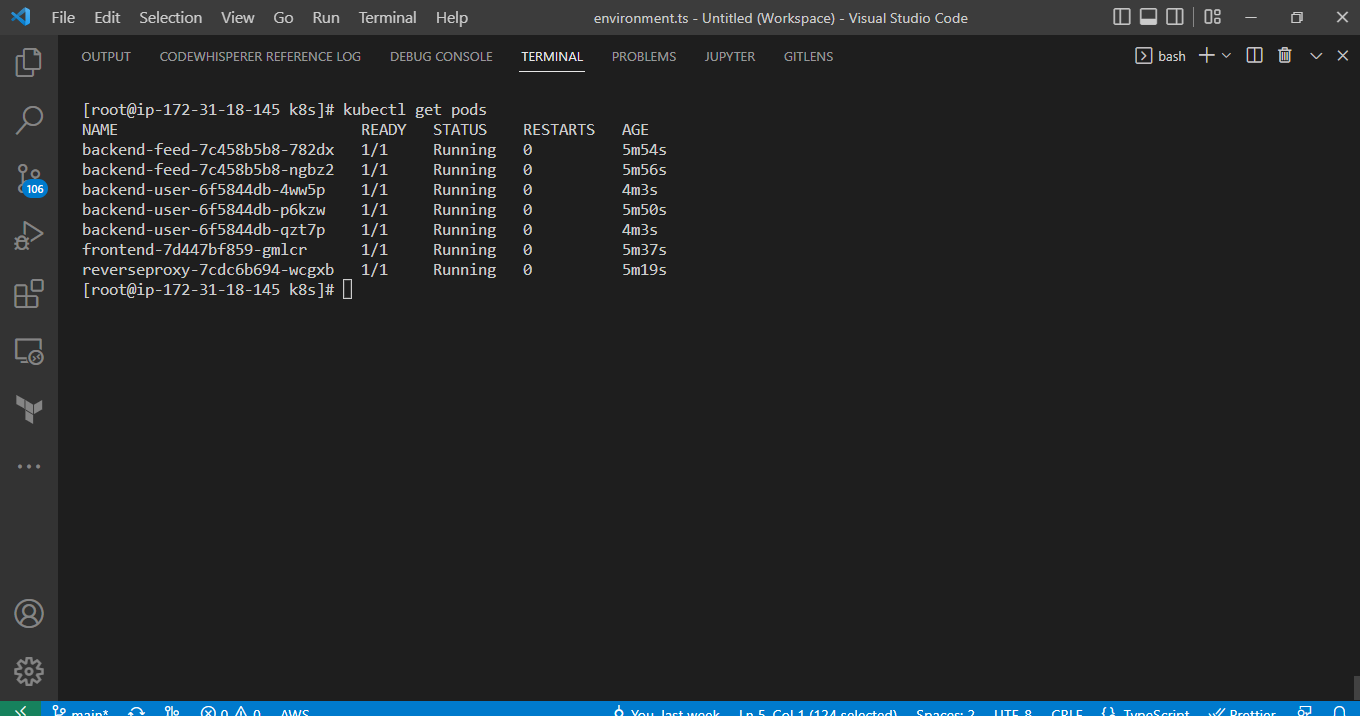 File Edit Selection View Go Run Terminal Help environment.ts - Untitled (Workspace) - Visual Studio Code
OUTPUT CODEWHISPERER REFERENCE LOG DEBUG CONSOLE TERMINAL PROBLEMS JUPYTER GITLENS bash
[root@ip-172-31-18-145 k8s]# kubectl get pods
NAME READY STATUS RESTARTS AGE
backend-feed-7c458b5b8-782dx 1/1 Running 0 5m54s
backend-feed-7c458b5b8-ngbz2 1/1 Running 0 5m56s
backend-user-6f5844db-4ww5p 1/1 Running 0 4m3s
backend-user-6f5844db-p6kzw 1/1 Running 0 5m50s
backend-user-6f5844db-qzt7p 1/1 Running 0 4m3s
frontend-7d447bf859-gmlcr 1/1 Running 0 5m37s
reverseproxy-7cdc6b694-wcgxb 1/1 Running 0 5m19s
[root@ip-172-31-18-145 k8s]#
106
main* 0 0 AWS You, last week Ln 5, Col 1 (124 selected) Spaces: 2 UTF-8 CRLF {} TypeScript Prettier